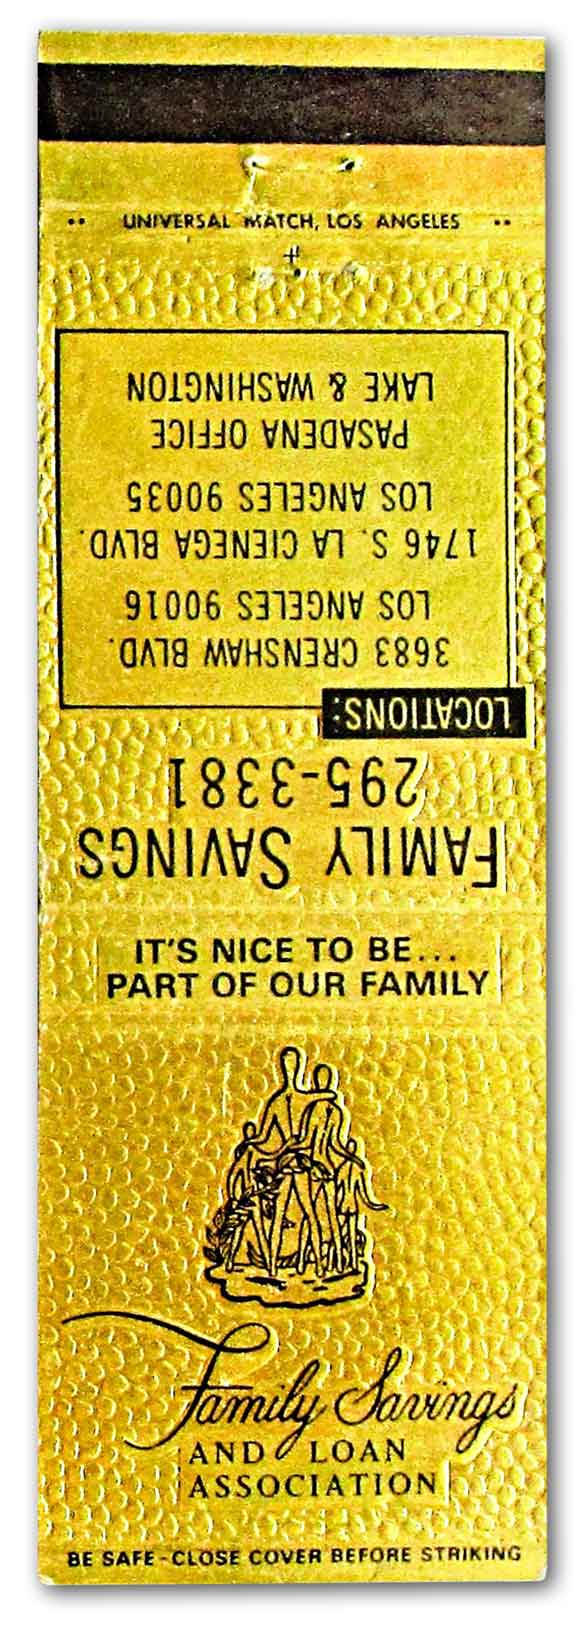 UNIVERSAL MATCH, LOS ANGELES
FAMILY SAVINGS
295-3381
LOCATIONS:
3683 CRENSHAW BLVD.
LOS ANGELES 90016
1746 S. LA CIENEGA BLVD.
LOS ANGELES 90035
PASADENA OFFICE
LAKE & WASHINGTON
IT'S NICE TO BE...
PART OF OUR FAMILY
Family Savings
AND LOAN
ASSOCIATION
BE SAFE - CLOSE COVER BEFORE STRIKING